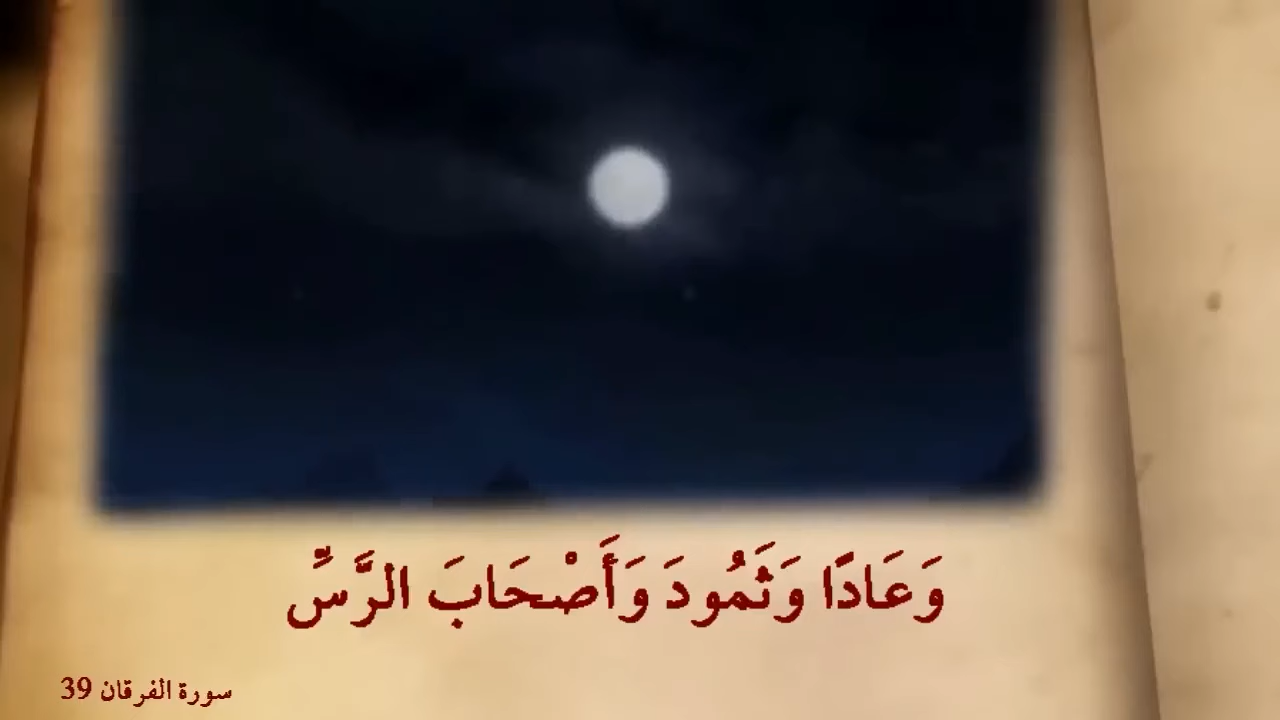 وَعَادًا وَثَمُودَ وَأَصْحَابَ الرَّسِّ
سورة الفرقان 39